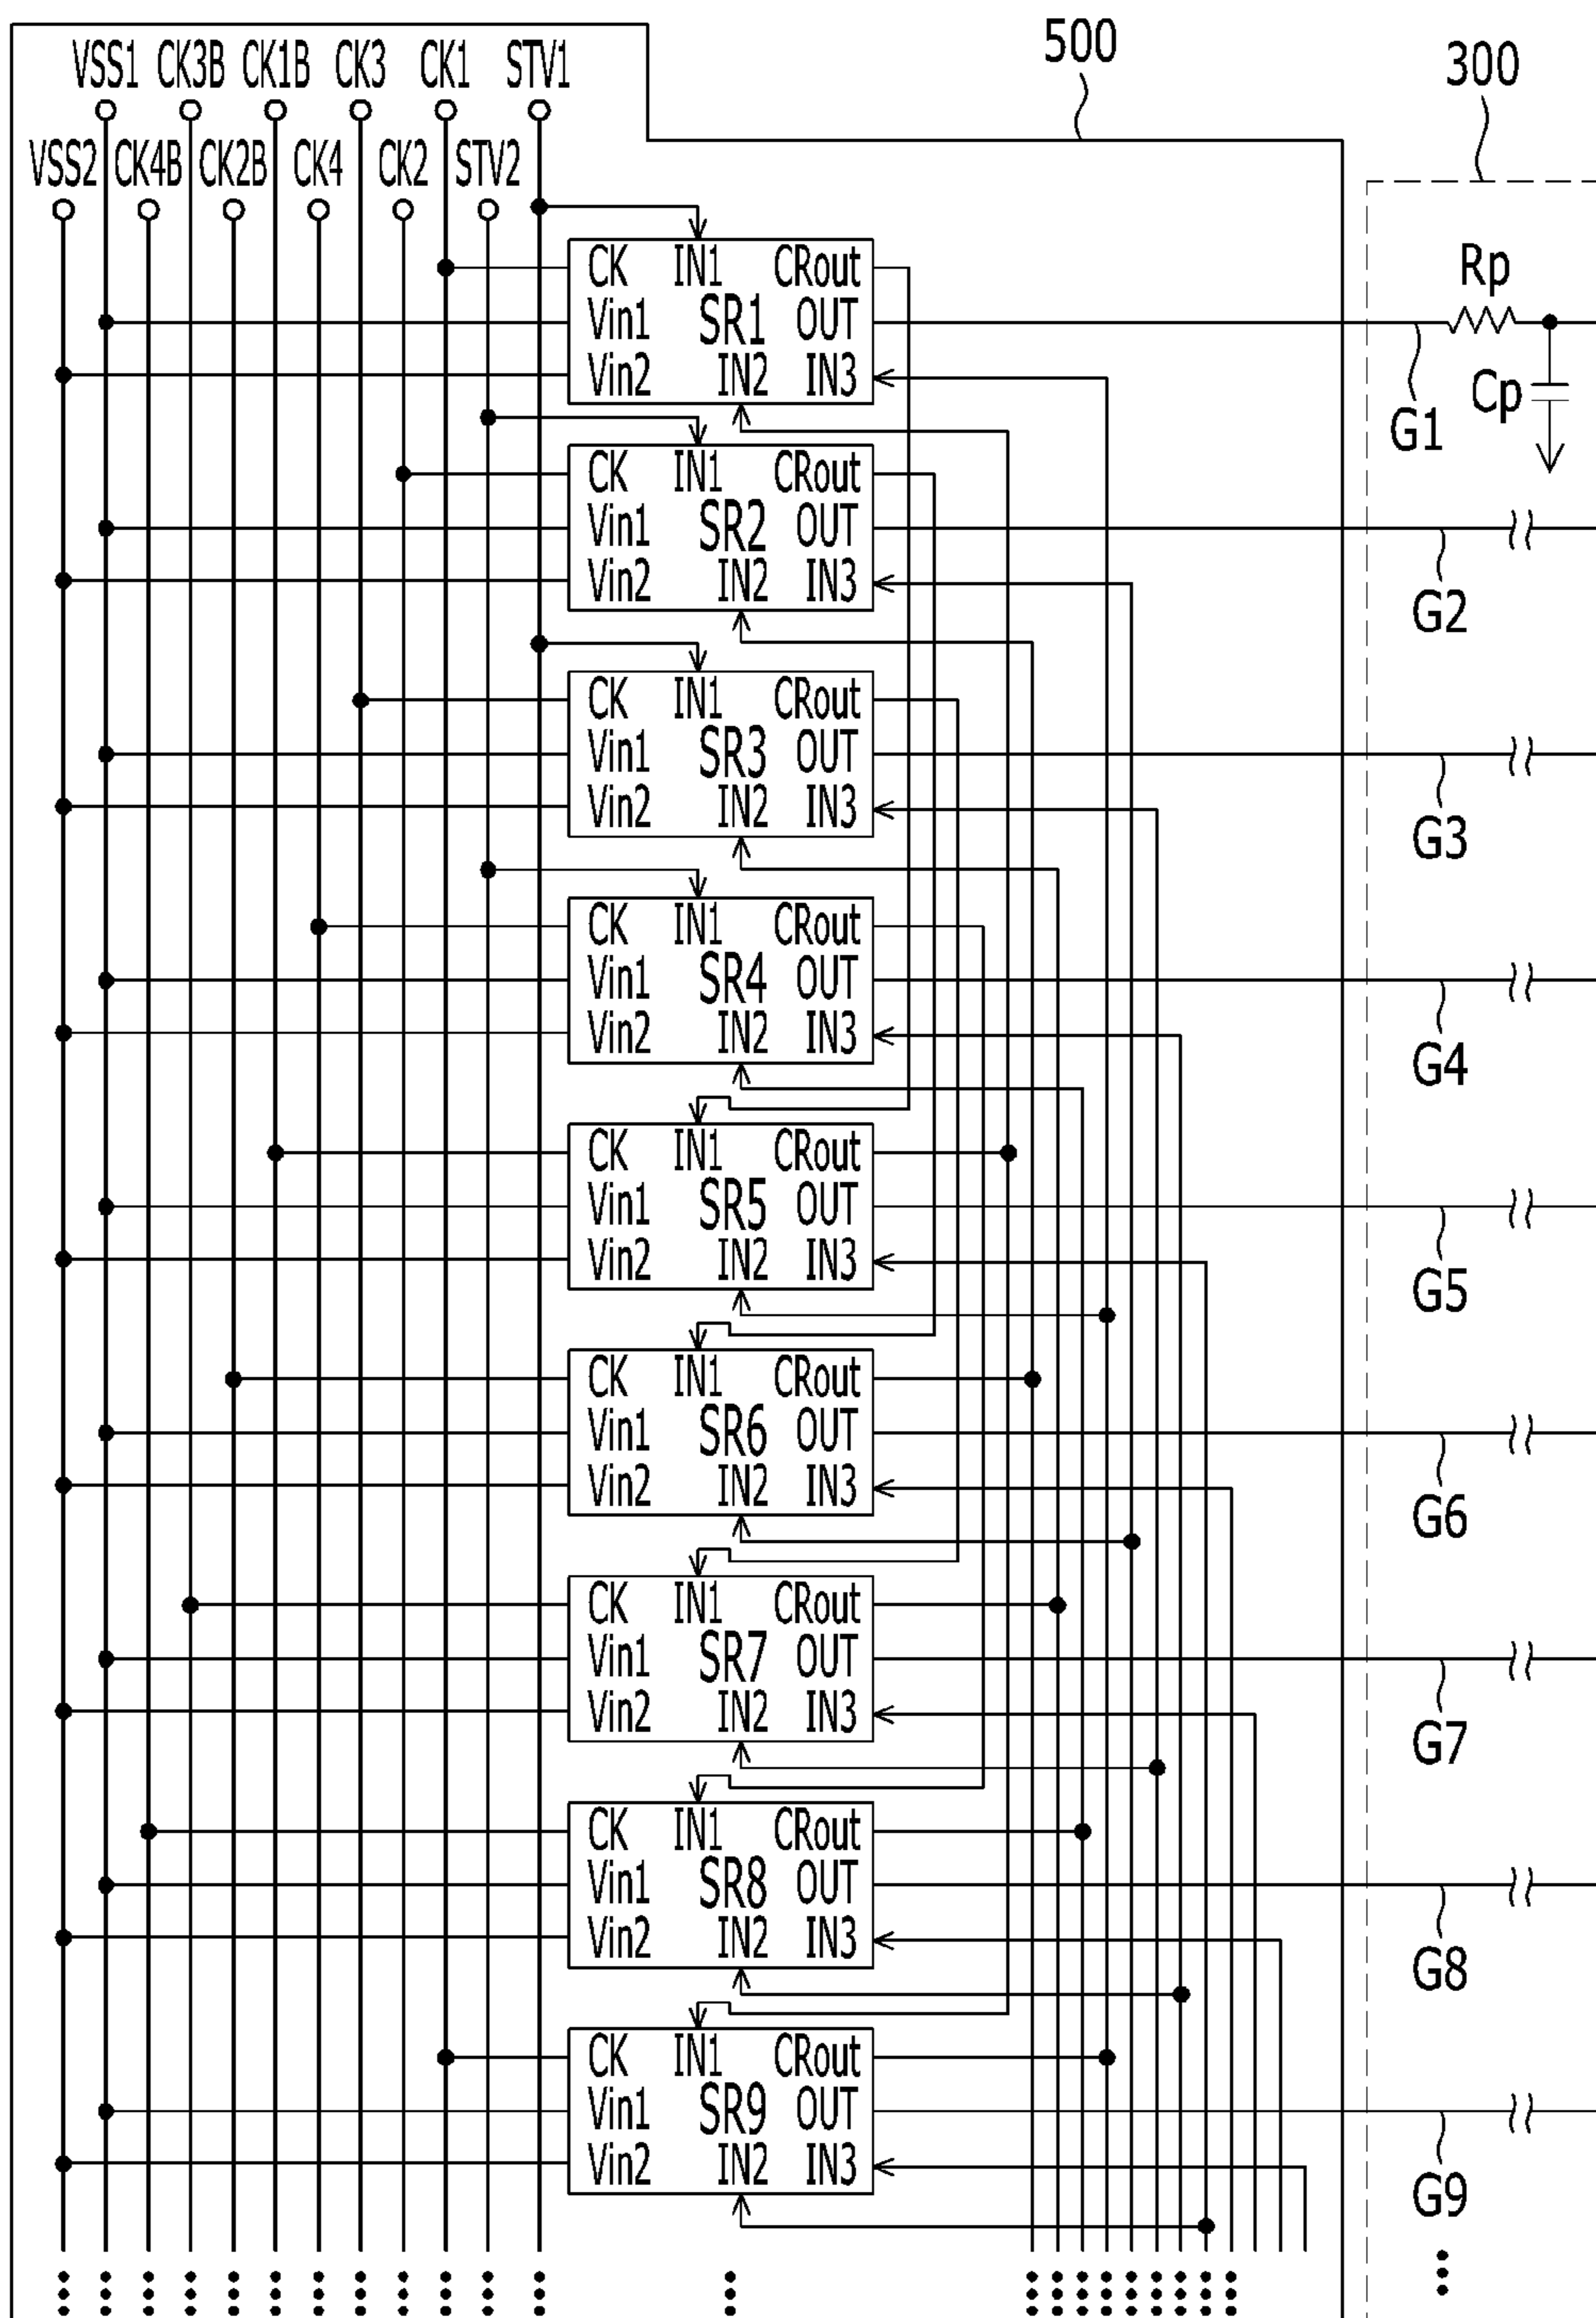 500
300
VSS1 CK3B CK1B CK3 CK1 STV1
VSS2 CK4B CK2B CK4 CK2 STV2
CK IN1 CRout
Vin1 SR1 OUT
Vin2 IN2 IN3
Rp
Cp
G1
CK IN1 CRout
Vin1 SR2 OUT
Vin2 IN2 IN3
G2
CK IN1 CRout
Vin1 SR3 OUT
Vin2 IN2 IN3
G3
CK IN1 CRout
Vin1 SR4 OUT
Vin2 IN2 IN3
G4
CK IN1 CRout
Vin1 SR5 OUT
Vin2 IN2 IN3
G5
CK IN1 CRout
Vin1 SR6 OUT
Vin2 IN2 IN3
G6
CK IN1 CRout
Vin1 SR7 OUT
Vin2 IN2 IN3
G7
CK IN1 CRout
Vin1 SR8 OUT
Vin2 IN2 IN3
G8
CK IN1 CRout
Vin1 SR9 OUT
Vin2 IN2 IN3
G9